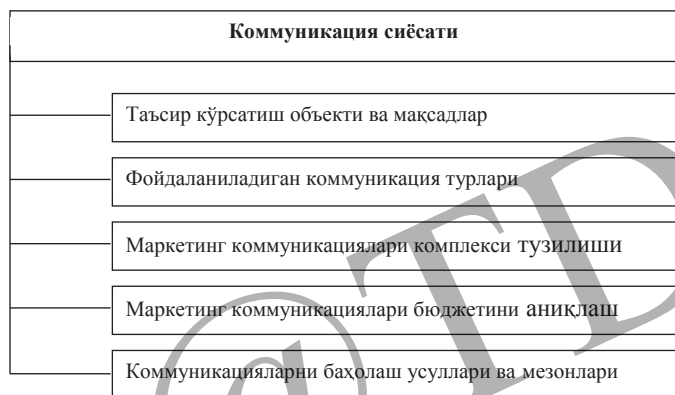 Коммуникация сиёсати
Таъсир кўрсатиш объекти ва мақсадлар
Фойдаланиладиган коммуникация турлари
Маркетинг коммуникациялари комплекси тузилиши
Маркетинг коммуникациялари бюджетини аниқлаш
Коммуникацияларни баҳолаш усуллари ва мезонлари
@TD